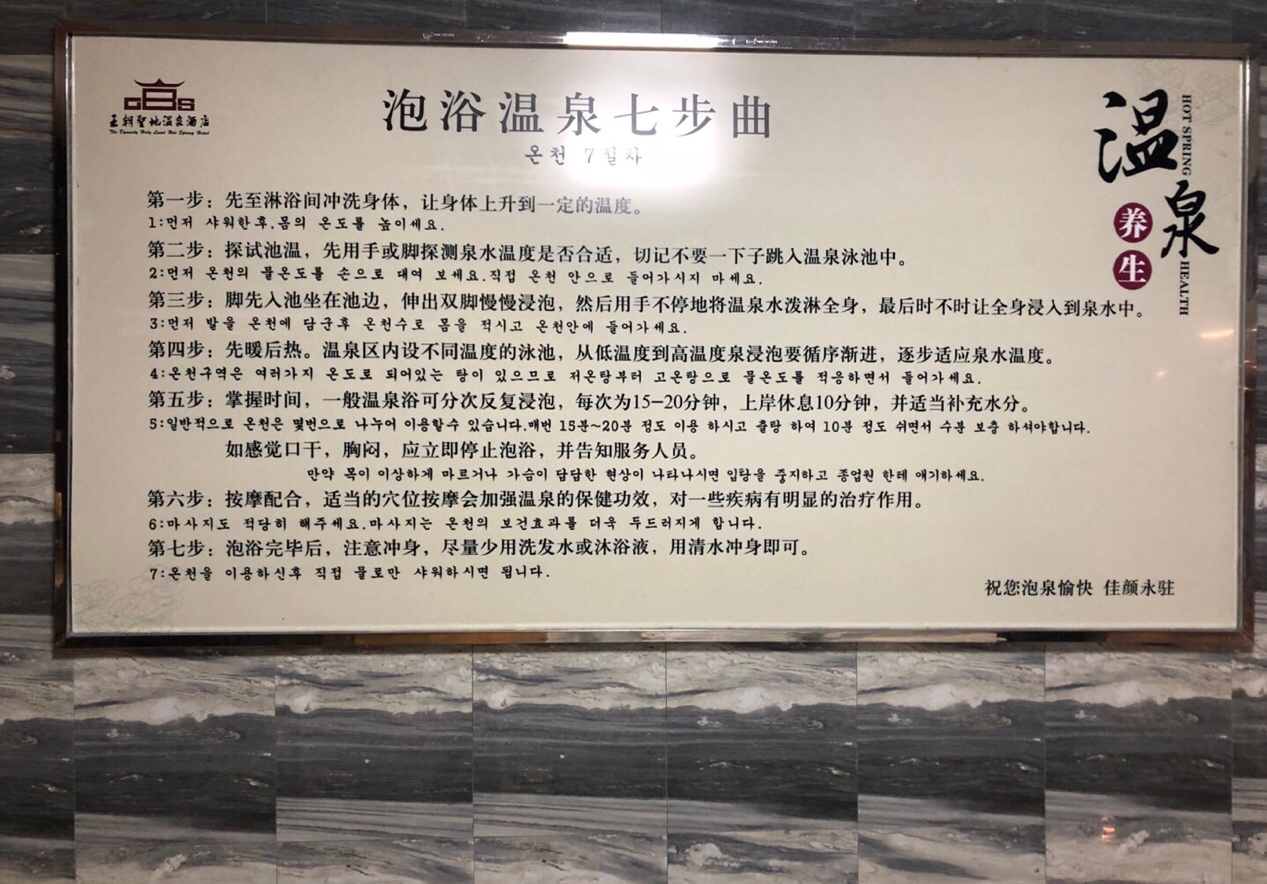 GBS
王朝聖地温泉酒店
The Dynasty Holy Land Hot Spring Hotel
泡浴温泉七步曲
온천 7절차
第一步：先至淋浴间冲洗身体，让身体上升到一定的温度。
1:먼저 샤워한후.몸의 온도를 높이세요.
第二步：探试池温，先用手或脚探测泉水温度是否合适，切记不要一下子跳入温泉泳池中。
2:먼저 온천의 물온도를 손으로 대여 보세요.직접 온천 안으로 들어가시지 마세요.
第三步：脚先入池坐在池边，伸出双脚慢慢浸泡，然后用手不停地将温泉水泼淋全身，最后时不时让全身浸入到泉水中。
3:먼저 발을 온천에 담군후 온천수로 몸을 적시고 온천안에 들어가세요.
第四步：先暖后热。温泉区内设不同温度的泳池，从低温度到高温度泉浸泡要循序渐进，逐步适应泉水温度。
4:온천구역은 여러가지 온도로 되어있는 탕이 있으므로 저온탕부터 고온탕으로 물온도를 적응하면서 들어가세요.
第五步：掌握时间，一般温泉浴可分次反复浸泡，每次为15-20分钟，上岸休息10分钟，并适当补充水分。
5:일반적으로 온천은 몇번으로 나누어 이용할수 있습니다.매번 15분~20분 정도 이용 하시고 출탕 하여 10분 정도 쉬면서 수분 보충 하셔야합니다.
如感觉口干，胸闷，应立即停止泡浴，并告知服务人员。
만약 목이 이상하게 마르거나 가슴이 답답한 현상이 나타나시면 입탕을 중지하고 종업원 한테 얘기하세요.
第六步：按摩配合，适当的穴位按摩会加强温泉的保健功效，对一些疾病有明显的治疗作用。
6:마사지도 적당히 해주세요.마사지는 온천의 보건효과를 더욱 두드러지게 합니다.
第七步：泡浴完毕后，注意冲身，尽量少用洗发水或沐浴液，用清水冲身即可。
7:온천을 이용하신후 직접 물로만 샤워하시면 됩니다.
祝您泡泉愉快 佳颜永驻
温泉
HOT SPRING
养生
HEALTH